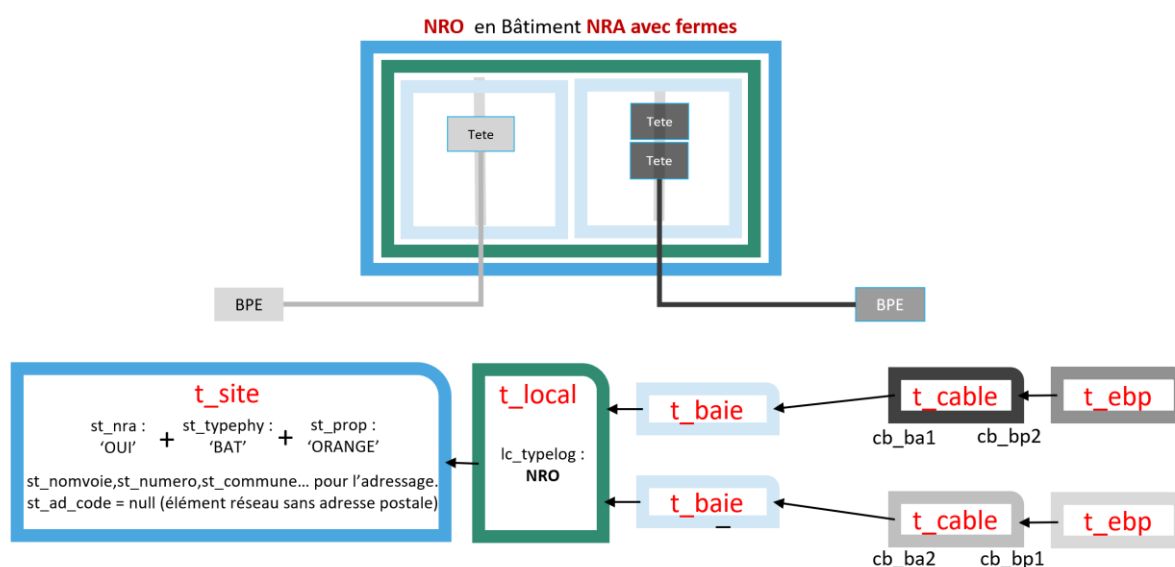 NRO en Bâtiment NRA avec fermes
Tete
Tete
Tete
BPE
BPE
t_site
st_nra :
'OUI'
+
st_typephy :
'BAT'
+
st_prop :
'ORANGE'
st_nomvoie,st_numero,st_commune... pour l'adressage.
st_ad_code = null (élément réseau sans adresse postale)
t_local
lc_typelog :
NRO
t_baie
t_cable
t_ebp
cb_ba1
cb_bp2
t_baie
_
t_cable
t_ebp
cb_ba2
cb_bp1